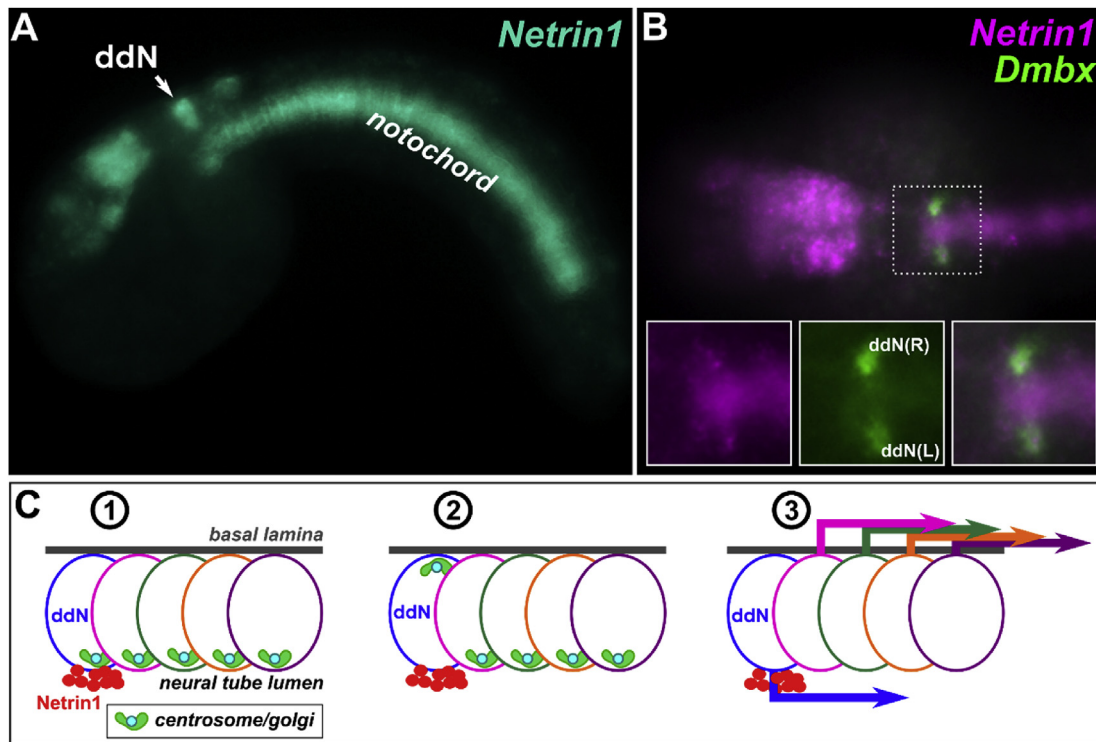 A
Netrin1
ddN
notochord
B
Netrin1
Dmbx
ddN(R)
ddN(L)
C
1
2
3
basal lamina
ddN
ddN
ddN
Netrin1
neural tube lumen
centrosome/golgi